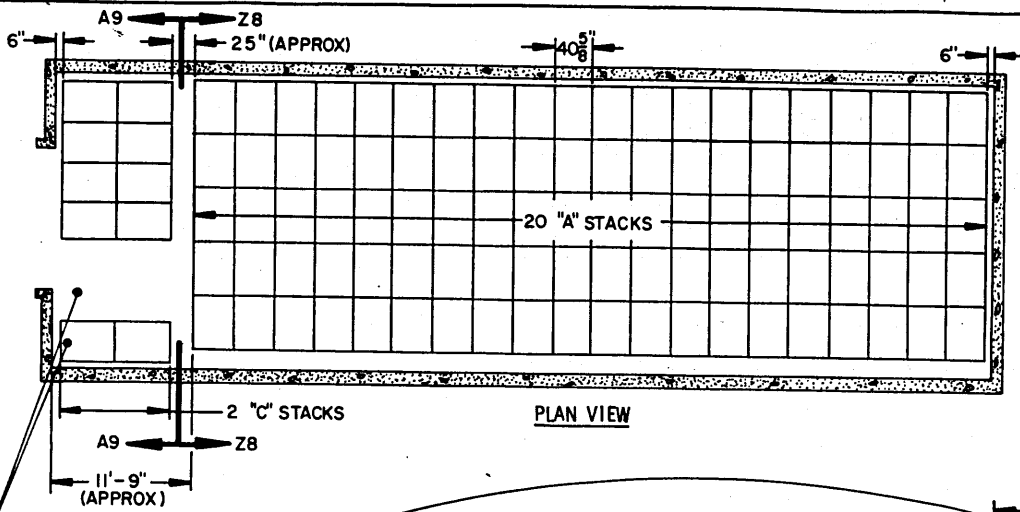 A9 Z8
6" 25" (APPROX) 40 5/8" 6"
20 "A" STACKS
2 "C" STACKS
PLAN VIEW
A9 Z8
11'-9"
(APPROX)